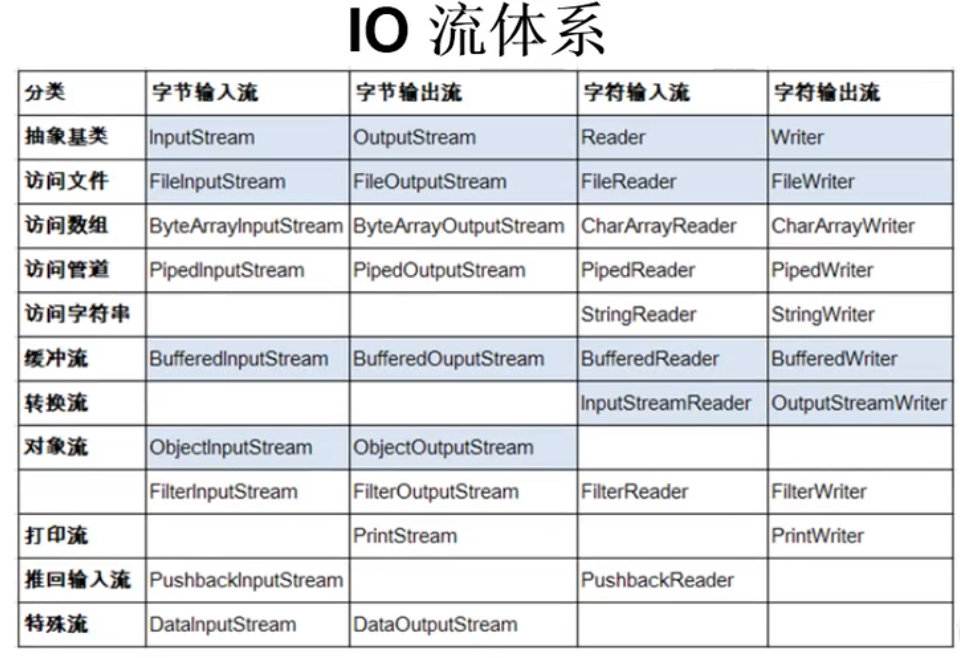 IO 流体系
分类 字节输入流 字节输出流 字符输入流 字符输出流
抽象基类 InputStream OutputStream Reader Writer
访问文件 FileInputStream FileOutputStream FileReader FileWriter
访问数组 ByteArrayInputStream ByteArrayOutputStream CharArrayReader CharArrayWriter
访问管道 PipedInputStream PipedOutputStream PipedReader PipedWriter
访问字符串 StringReader StringWriter
缓冲流 BufferedInputStream BufferedOuputStream BufferedReader BufferedWriter
转换流 InputStreamReader OutputStreamWriter
对象流 ObjectInputStream ObjectOutputStream
FilterInputStream FilterOutputStream FilterReader FilterWriter
打印流 PrintStream PrintWriter
推回输入流 PushbackInputStream PushbackReader
特殊流 DataInputStream DataOutputStream